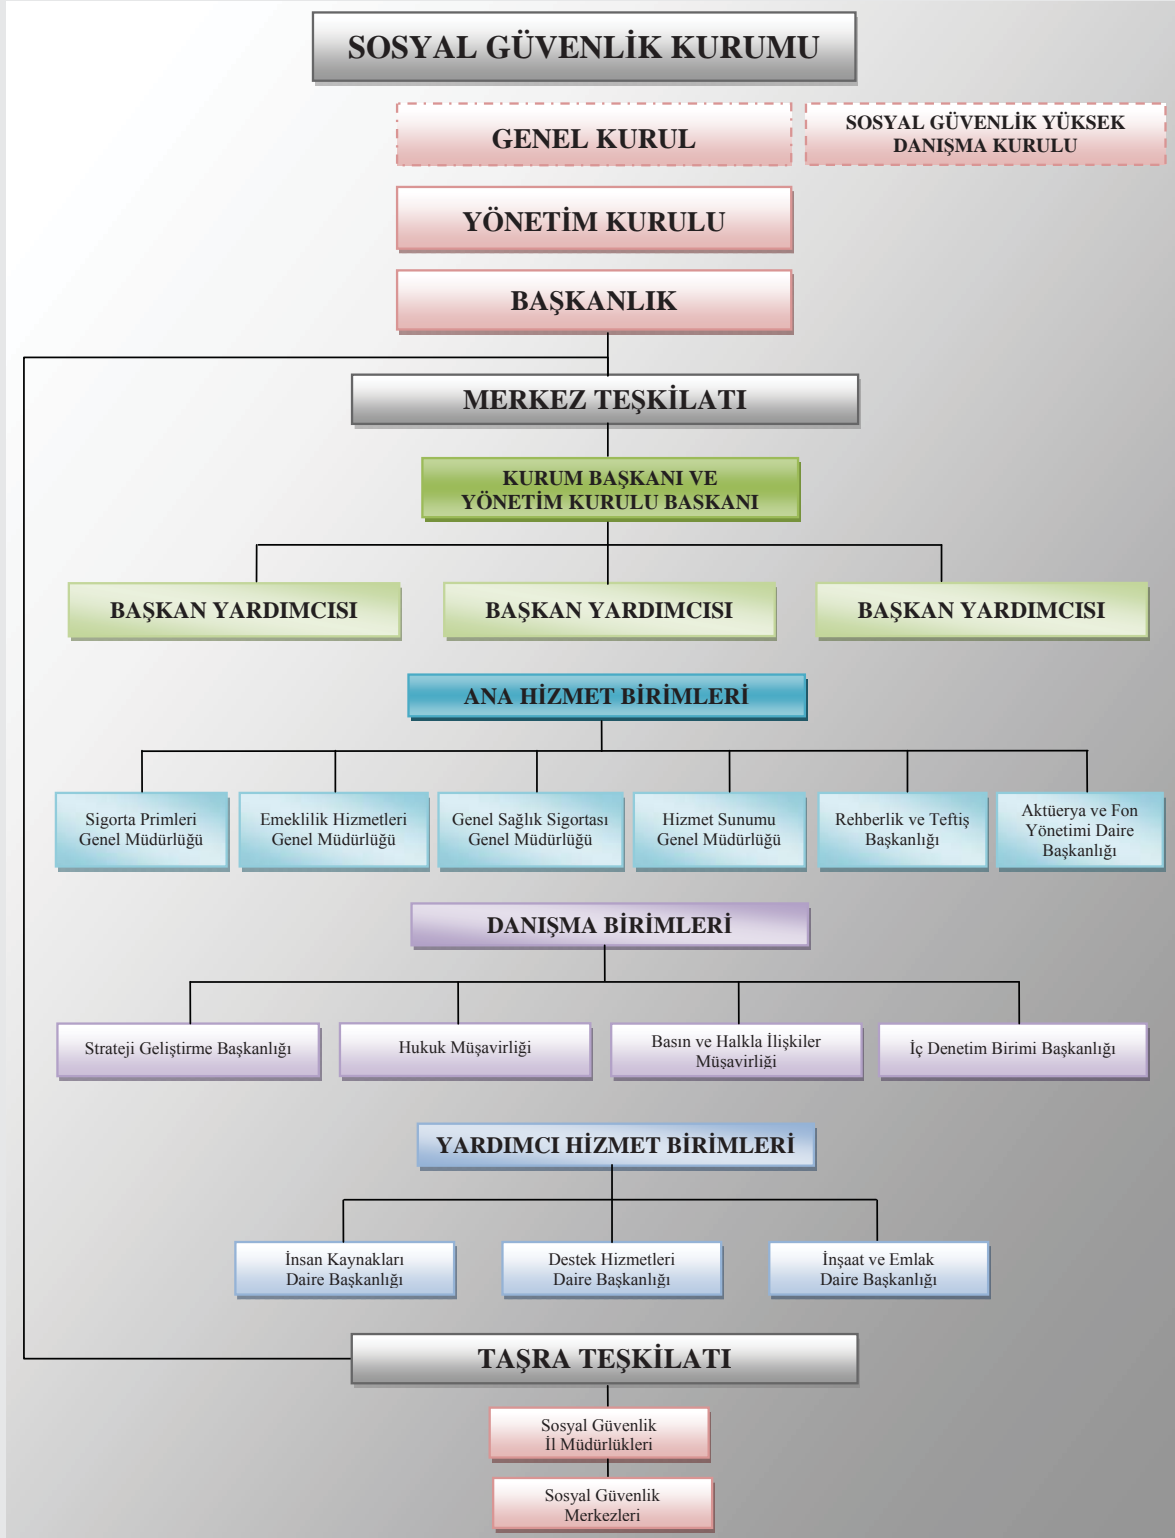 SOSYAL GÜVENLİK KURUMU
GENEL KURUL
SOSYAL GÜVENLİK YÜKSEK
DANIŞMA KURULU
YÖNETİM KURULU
BAŞKANLIK
MERKEZ TEŞKİLATI
KURUM BAŞKANI VE
YÖNETİM KURULU BASKANI
BAŞKAN YARDIMCISI
BAŞKAN YARDIMCISI
BAŞKAN YARDIMCISI
ANA HİZMET BİRİMLERİ
Sigorta Primleri
Genel Müdürlüğü
Emeklilik Hizmetleri
Genel Müdürlüğü
Genel Sağlık Sigortası
Genel Müdürlüğü
Hizmet Sunumu
Genel Müdürlüğü
Rehberlik ve Teftiş
Başkanlığı
Aktüerya ve Fon
Yönetimi Daire
Başkanlığı
DANIŞMA BİRİMLERİ
Strateji Geliştirme Başkanlığı
Hukuk Müşavirliği
Basın ve Halkla İlişkiler
Müşavirliği
İç Denetim Birimi Başkanlığı
YARDIMCI HİZMET BİRİMLERİ
İnsan Kaynakları
Daire Başkanlığı
Destek Hizmetleri
Daire Başkanlığı
İnşaat ve Emlak
Daire Başkanlığı
TAŞRA TEŞKİLATI
Sosyal Güvenlik
İl Müdürlükleri
Sosyal Güvenlik
Merkezleri